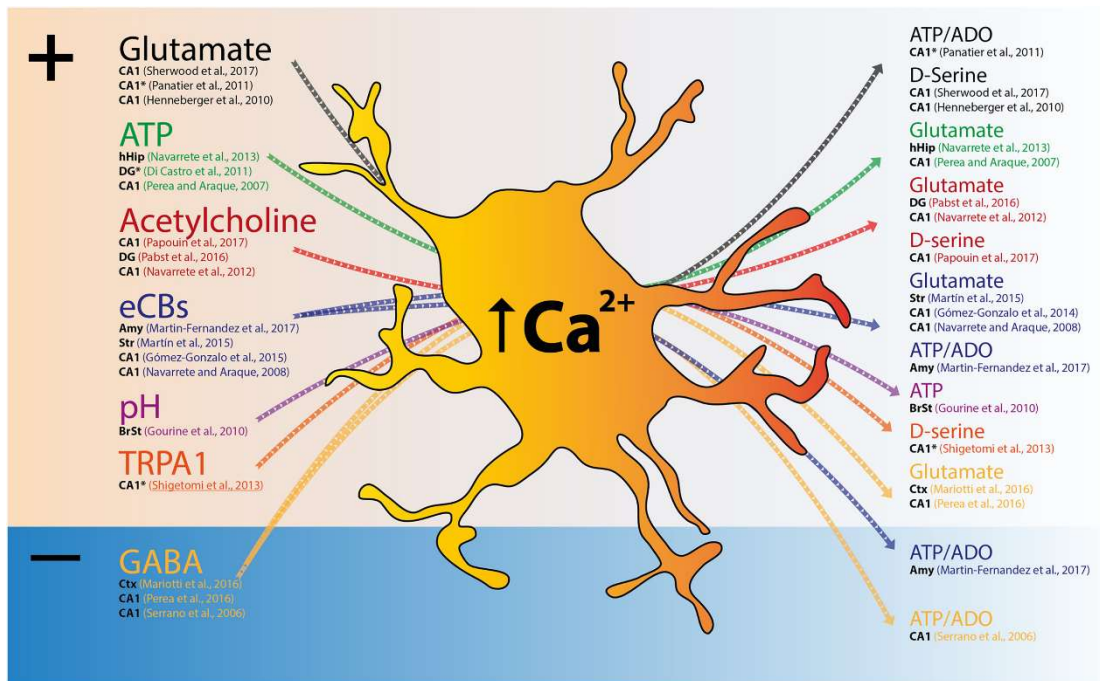 +
Glutamate
CA1 (Sherwood et al., 2017)
CA1* (Panatier et al., 2011)
CA1 (Henneberger et al., 2010)
ATP
hHip (Navarrete et al., 2013)
DG* (Di Castro et al., 2011)
CA1 (Perea and Araque, 2007)
Acetylcholine
CA1 (Papouin et al., 2017)
DG (Pabst et al., 2016)
CA1 (Navarrete et al., 2012)
eCBs
Amy (Martin-Fernandez et al., 2017)
Str (Martín et al., 2015)
CA1 (Gómez-Gonzalo et al., 2015)
CA1 (Navarrete and Araque, 2008)
pH
BrSt (Gourine et al., 2010)
TRPA1
CA1* (Shigetomi et al., 2013)
–
GABA
Ctx (Mariotti et al., 2016)
CA1 (Perea et al., 2016)
CA1 (Serrano et al., 2006)
↑Ca2+
ATP/ADO
CA1* (Panatier et al., 2011)
D-Serine
CA1 (Sherwood et al., 2017)
CA1 (Henneberger et al., 2010)
Glutamate
hHip (Navarrete et al., 2013)
CA1 (Perea and Araque, 2007)
Glutamate
DG (Pabst et al., 2016)
CA1 (Navarrete et al., 2012)
D-serine
CA1 (Papouin et al., 2017)
Glutamate
Str (Martín et al., 2015)
CA1 (Gómez-Gonzalo et al., 2014)
CA1 (Navarrete and Araque, 2008)
ATP/ADO
Amy (Martin-Fernandez et al., 2017)
ATP
BrSt (Gourine et al., 2010)
D-serine
CA1* (Shigetomi et al., 2013)
Glutamate
Ctx (Mariotti et al., 2016)
CA1 (Perea et al., 2016)
ATP/ADO
Amy (Martin-Fernandez et al., 2017)
ATP/ADO
CA1 (Serrano et al., 2006)